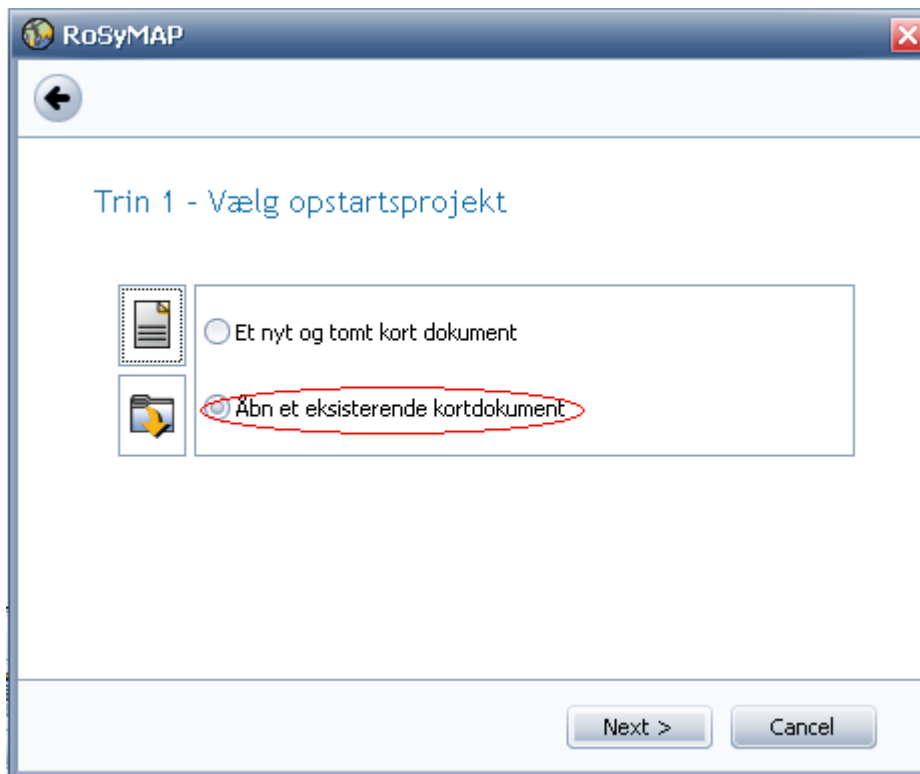 RoSyMAP
Trin 1 - Vælg opstartsprojekt
Et nyt og tomt kort dokument
Åbn et eksisterende kortdokument
Next >
Cancel